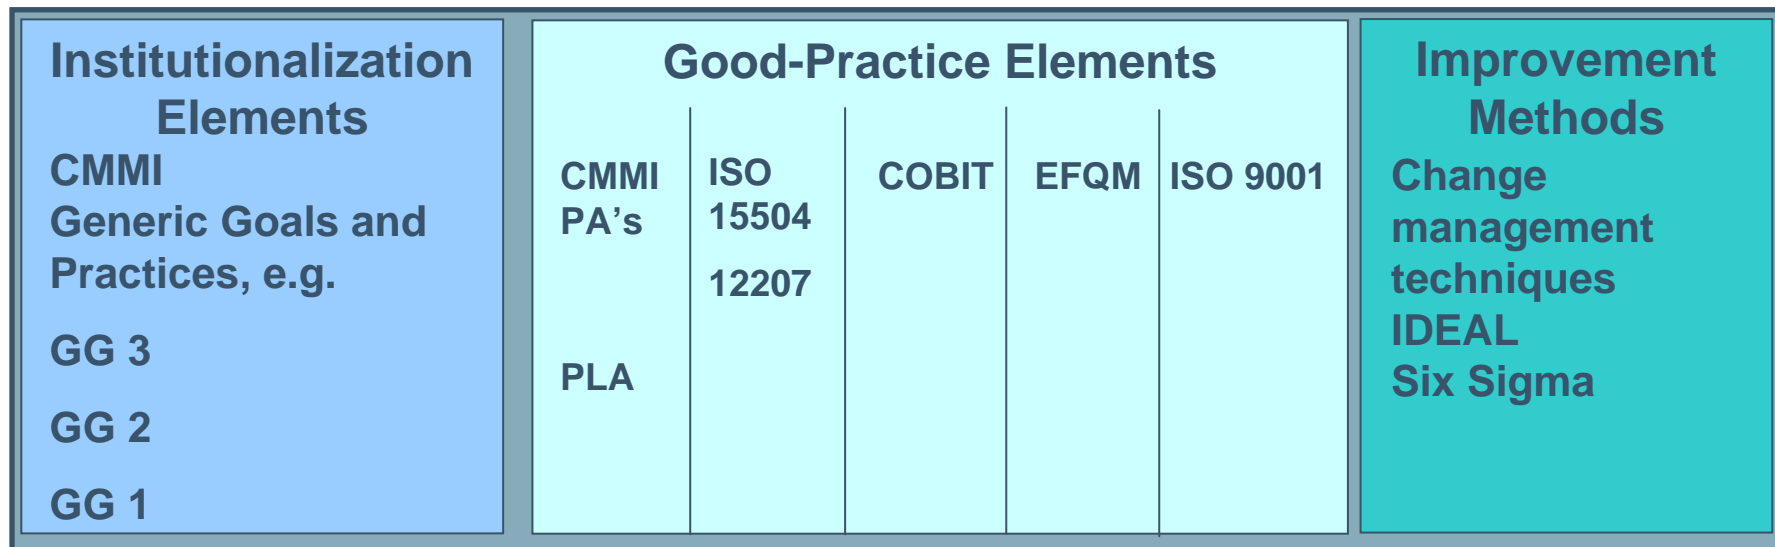 Institutionalization
Elements
CMMI
Generic Goals and
Practices, e.g.
GG 3
GG 2
GG 1
Good-Practice Elements
CMMI
PA’s
PLA
ISO
15504
12207
COBIT
EFQM
ISO 9001
Improvement
Methods
Change
management
techniques
IDEAL
Six Sigma